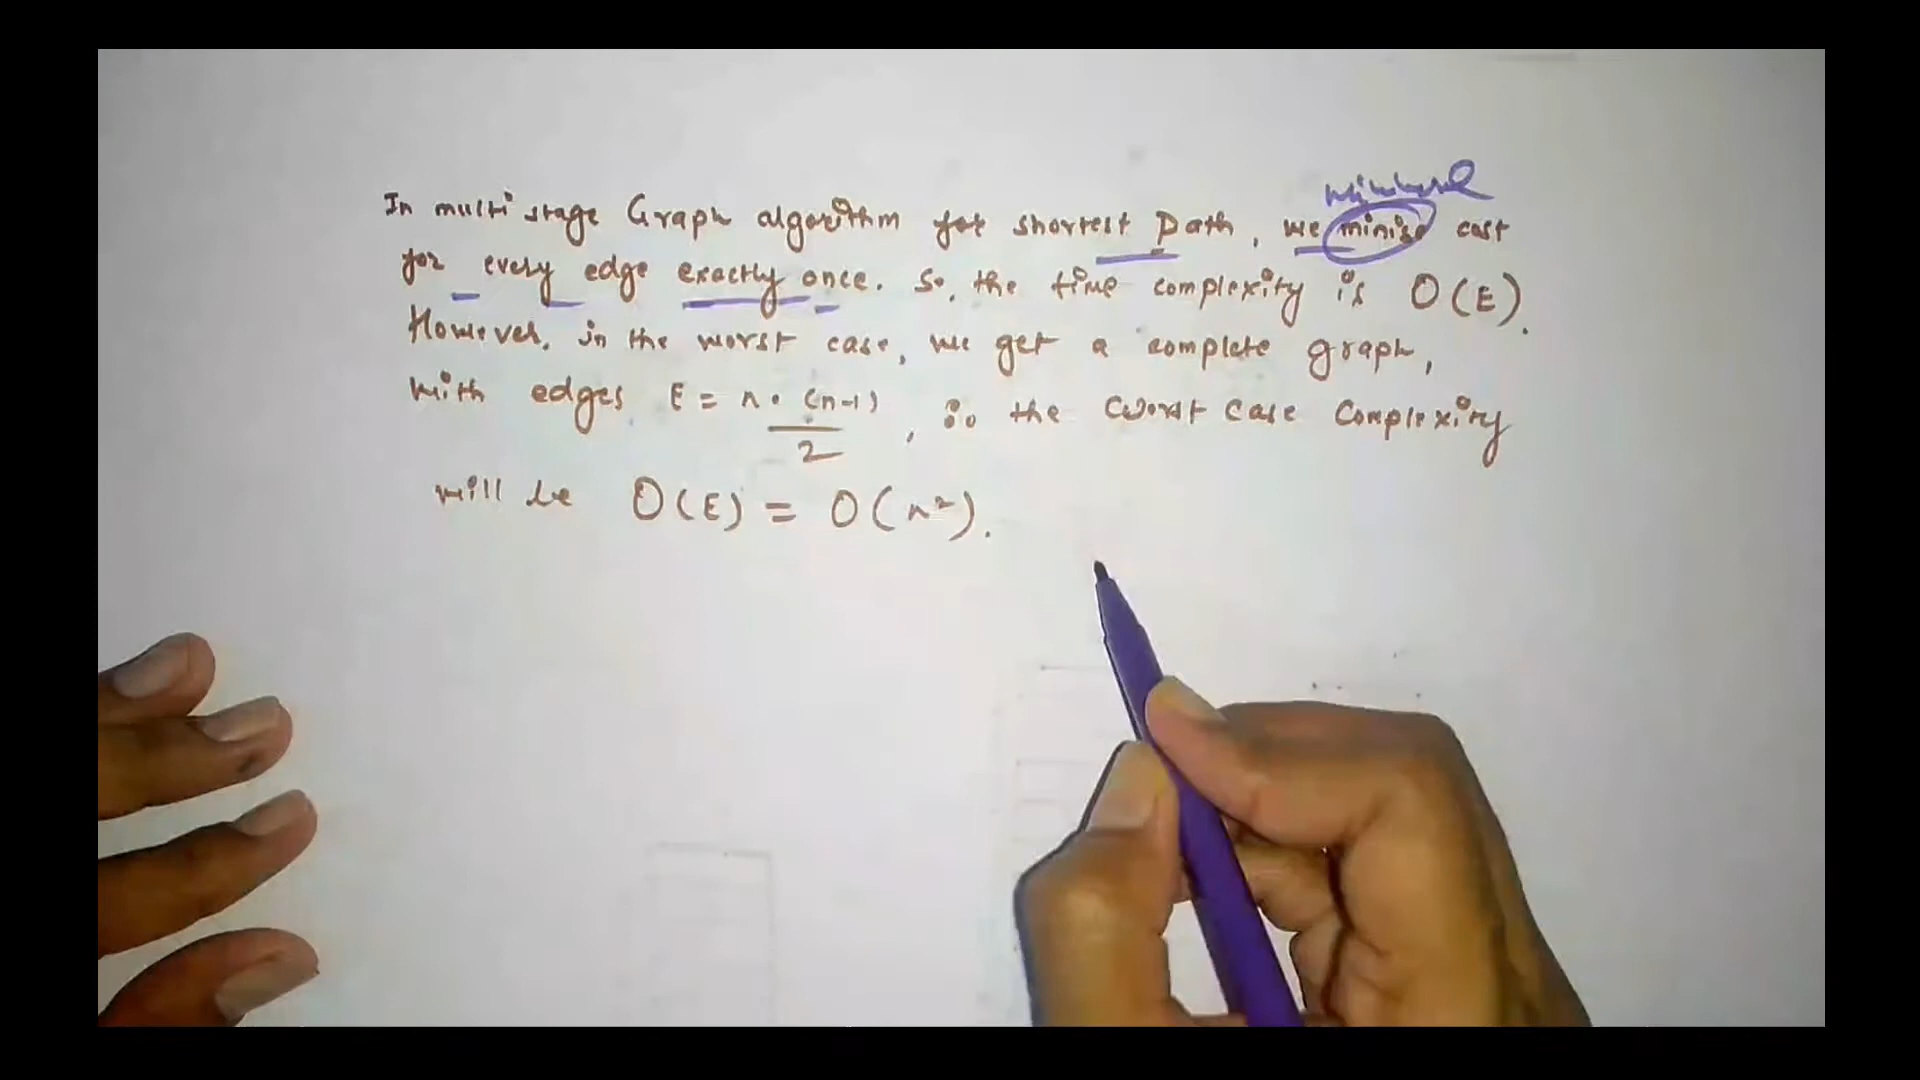 minimise
In multi stage Graph algorithm for shortest path, we minise cost
for every edge exactly once. So, the time complexity is O(E).
However, in the worst case, we get a complete graph,
with edges E = n . (n-1) / 2, so the worst case complexity
will be O(E) = O(n²).